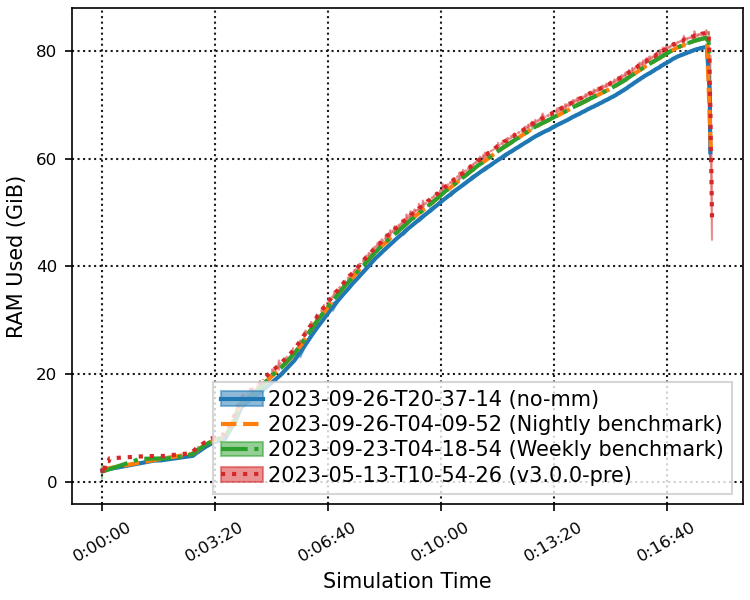 80
60
40
20
0
RAM Used (GiB)
2023-09-26-T20-37-14 (no-mm)
2023-09-26-T04-09-52 (Nightly benchmark)
2023-09-23-T04-18-54 (Weekly benchmark)
2023-05-13-T10-54-26 (v3.0.0-pre)
0:00:00
0:03:20
0:06:40
0:10:00
0:13:20
0:16:40
Simulation Time